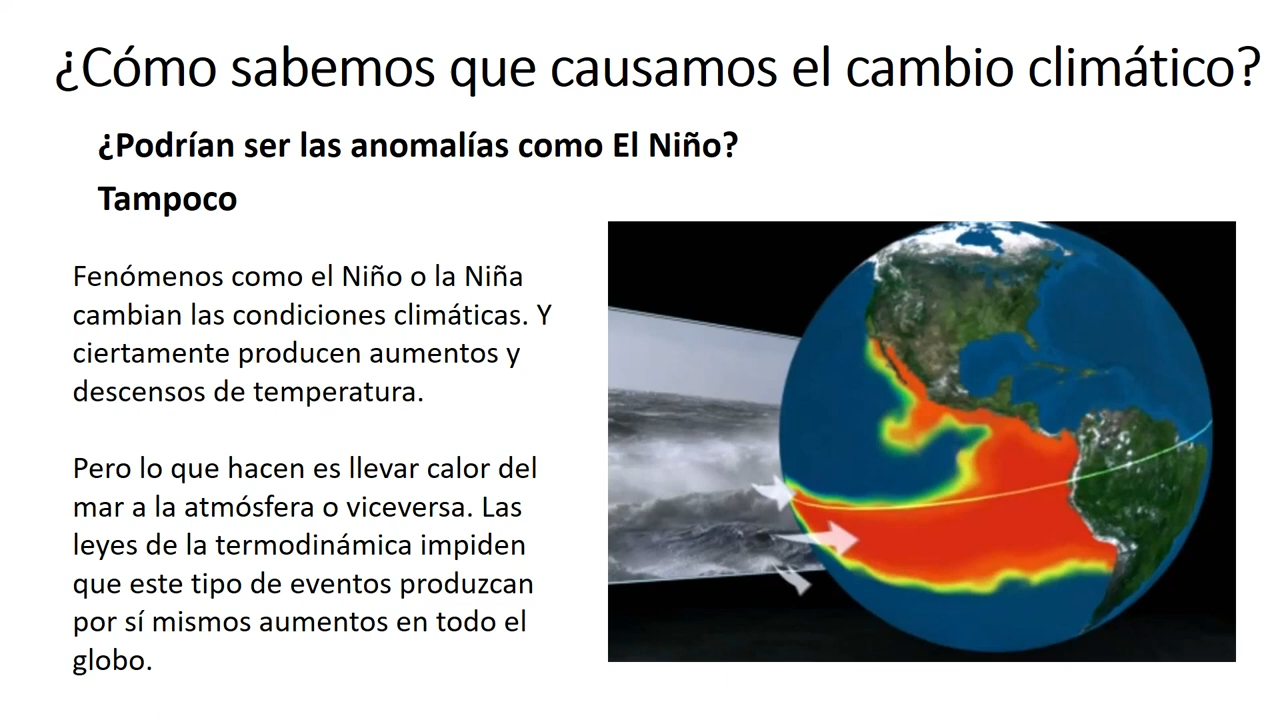 ¿Cómo sabemos que causamos el cambio climático?
¿Podrían ser las anomalías como El Niño?
Tampoco
Fenómenos como el Niño o la Niña
cambian las condiciones climáticas. Y
ciertamente producen aumentos y
descensos de temperatura.
Pero lo que hacen es llevar calor del
mar a la atmósfera o viceversa. Las
leyes de la termodinámica impiden
que este tipo de eventos produzcan
por sí mismos aumentos en todo el
globo.